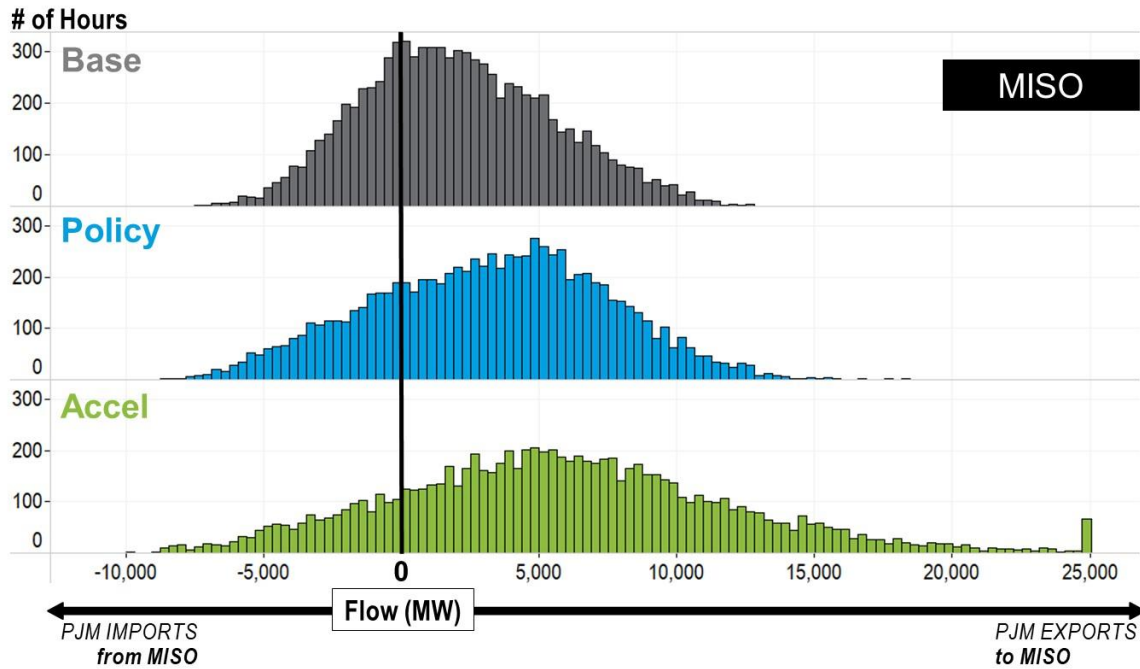 # of Hours
300
Base
MISO
200
100
0
300
Policy
200
100
0
300
Accel
200
100
0
-10,000 -5,000 0 5,000 10,000 15,000 20,000 25,000
Flow (MW)
PJM IMPORTS
from MISO
PJM EXPORTS
to MISO